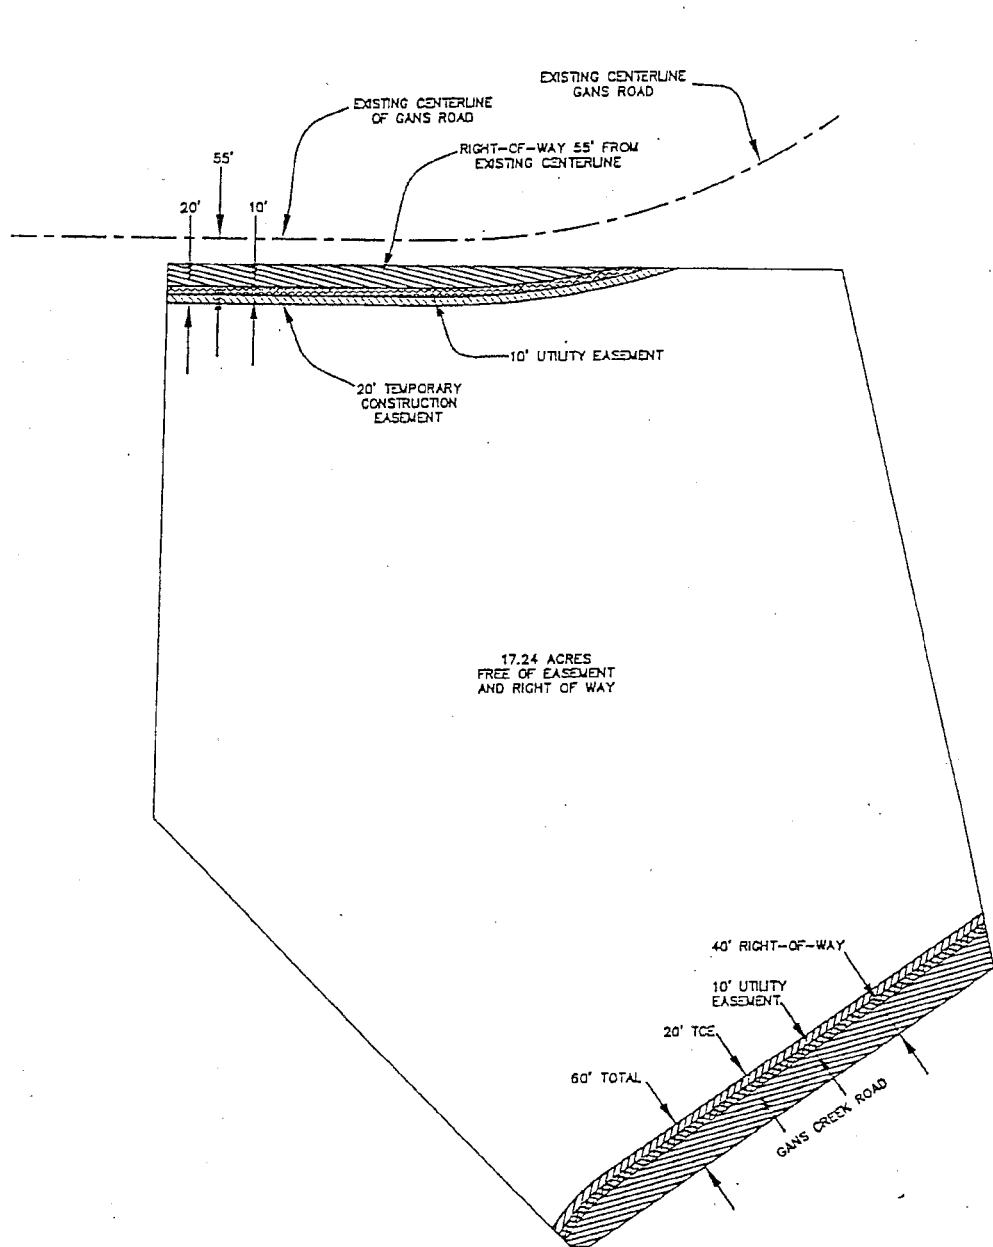 EXISTING CENTERLINE
GANS ROAD
EXISTING CENTERLINE
OF GANS ROAD
RIGHT-OF-WAY 55' FROM
EXISTING CENTERLINE
55'
20'
10'
10' UTILITY EASEMENT
20' TEMPORARY
CONSTRUCTION
EASEMENT
17.24 ACRES
FREE OF EASEMENT
AND RIGHT OF WAY
40' RIGHT-OF-WAY
10' UTILITY
EASEMENT
20' TCE
60' TOTAL
GANS CREEK ROAD